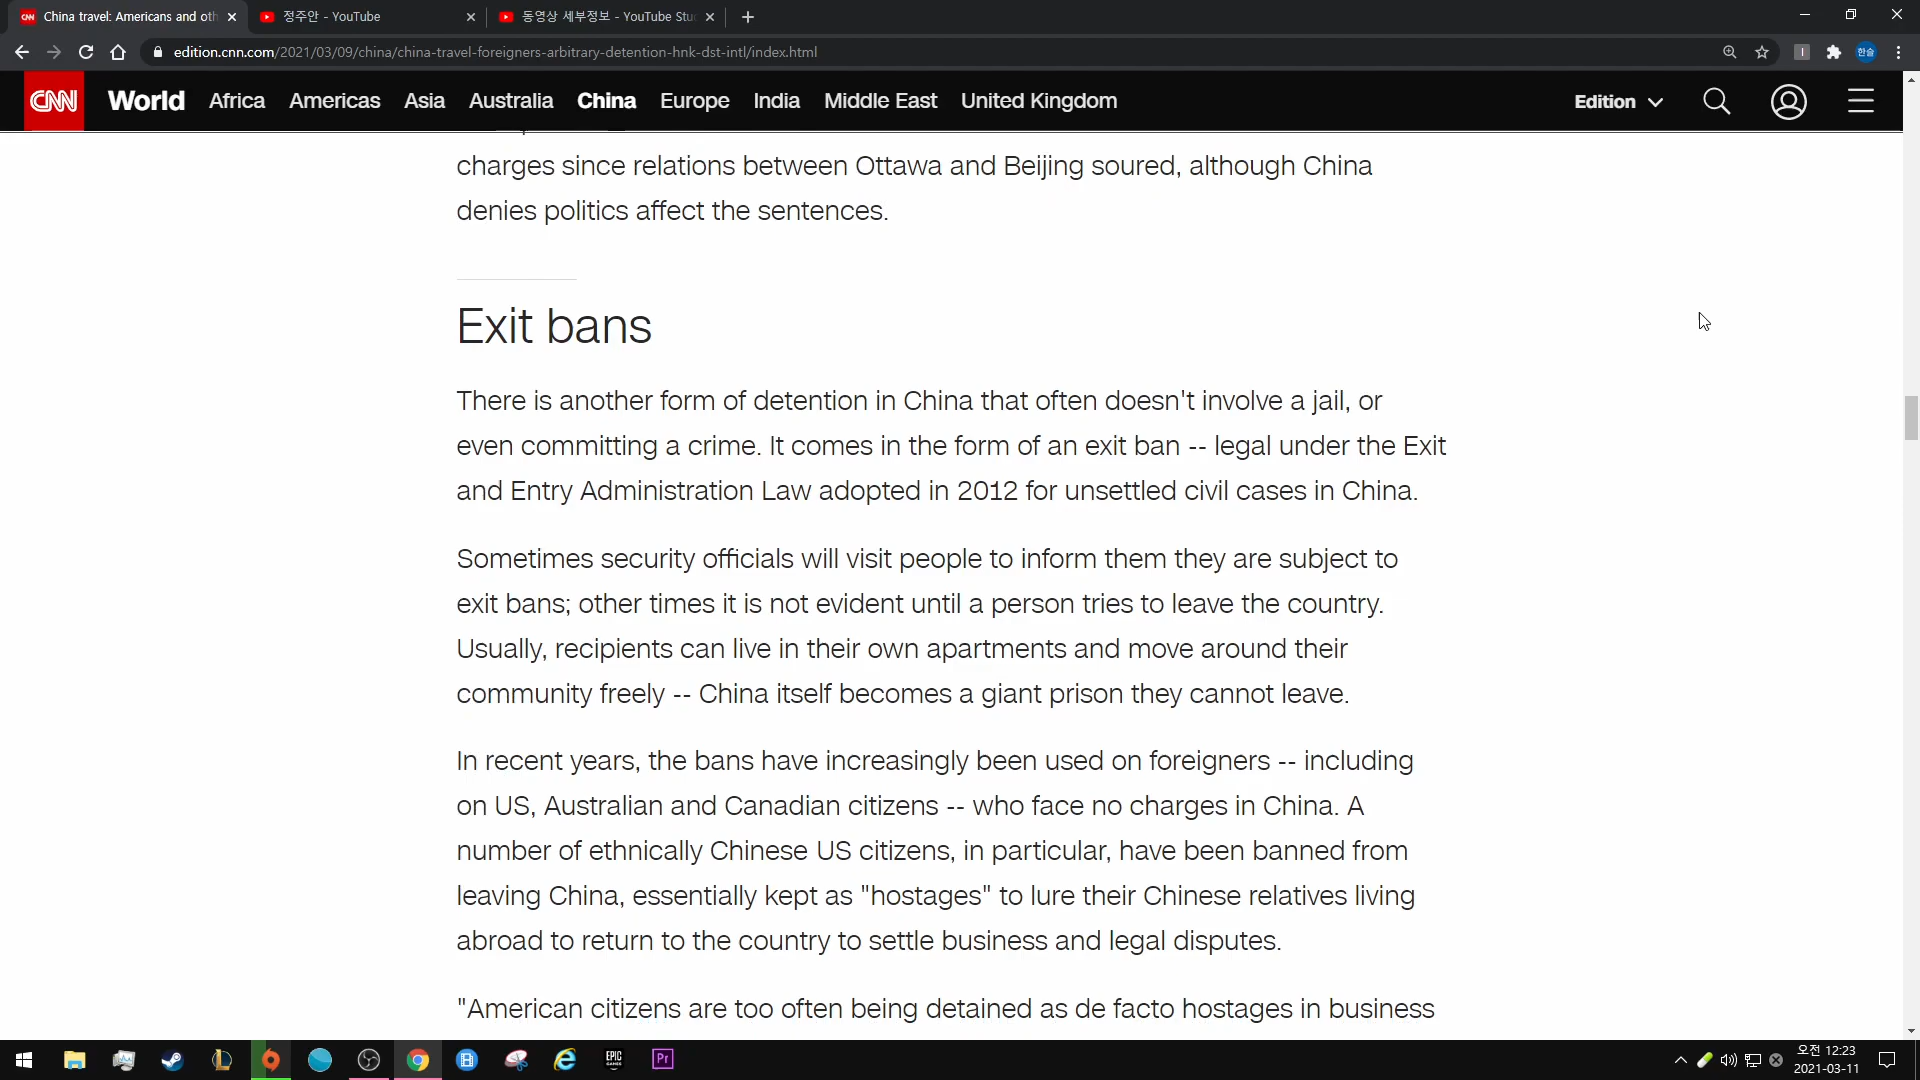 China travel: Americans and oth
정주안 - YouTube
동영상 세부정보 - YouTube Stu
edition.cnn.com/2021/03/09/china/china-travel-foreigners-arbitrary-detention-hnk-dst-intl/index.html
한슬
CNN World Africa Americas Asia Australia China Europe India Middle East United Kingdom Edition
charges since relations between Ottawa and Beijing soured, although China
denies politics affect the sentences.
Exit bans
There is another form of detention in China that often doesn't involve a jail, or
even committing a crime. It comes in the form of an exit ban -- legal under the Exit
and Entry Administration Law adopted in 2012 for unsettled civil cases in China.
Sometimes security officials will visit people to inform them they are subject to
exit bans; other times it is not evident until a person tries to leave the country.
Usually, recipients can live in their own apartments and move around their
community freely -- China itself becomes a giant prison they cannot leave.
In recent years, the bans have increasingly been used on foreigners -- including
on US, Australian and Canadian citizens -- who face no charges in China. A
number of ethnically Chinese US citizens, in particular, have been banned from
leaving China, essentially kept as "hostages" to lure their Chinese relatives living
abroad to return to the country to settle business and legal disputes.
"American citizens are too often being detained as de facto hostages in business
EPIC GAMES
Pr
오전 12:23
2021-03-11